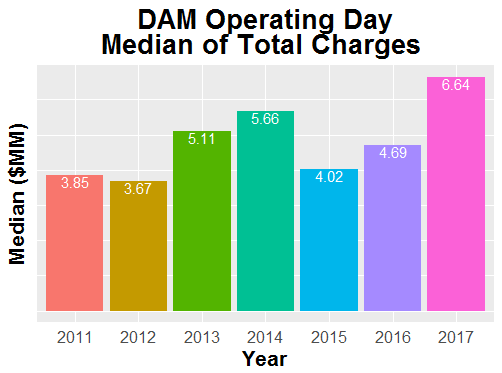 DAM Operating Day
Median of Total Charges
Median ($MM)
3.85
3.67
5.11
5.66
4.02
4.69
6.64
2011 2012 2013 2014 2015 2016 2017
Year